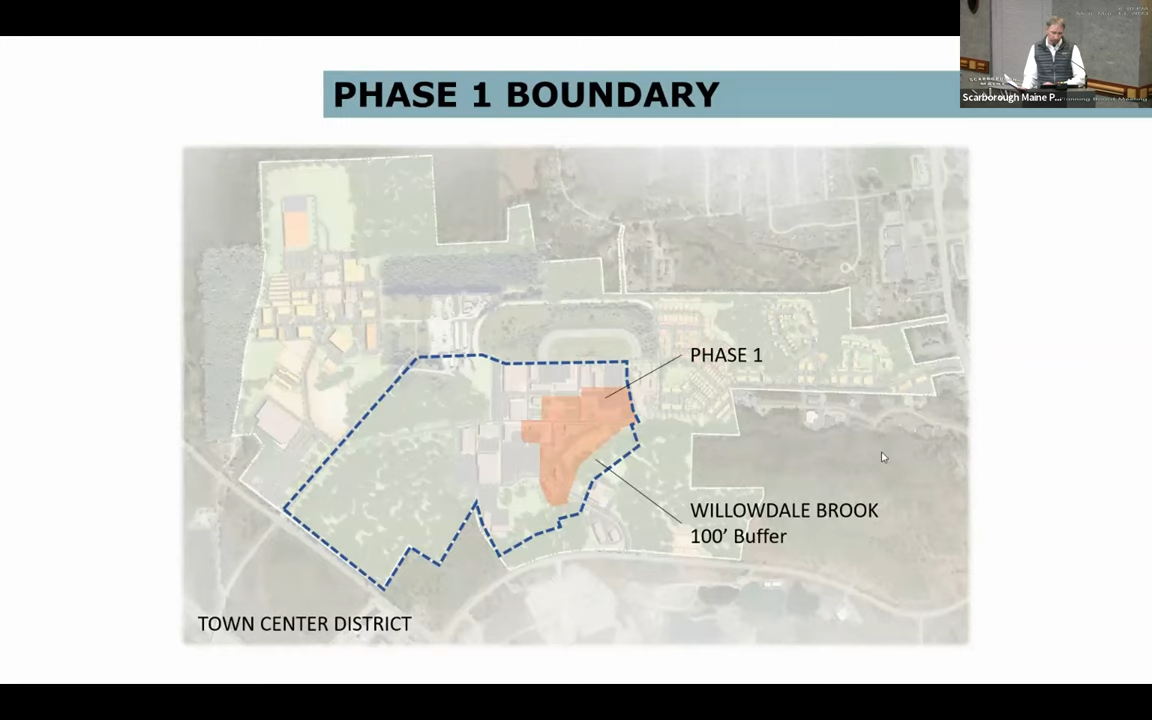 PHASE 1 BOUNDARY
Scarborough Maine P...
PHASE 1
WILLOWDALE BROOK
100’ Buffer
TOWN CENTER DISTRICT